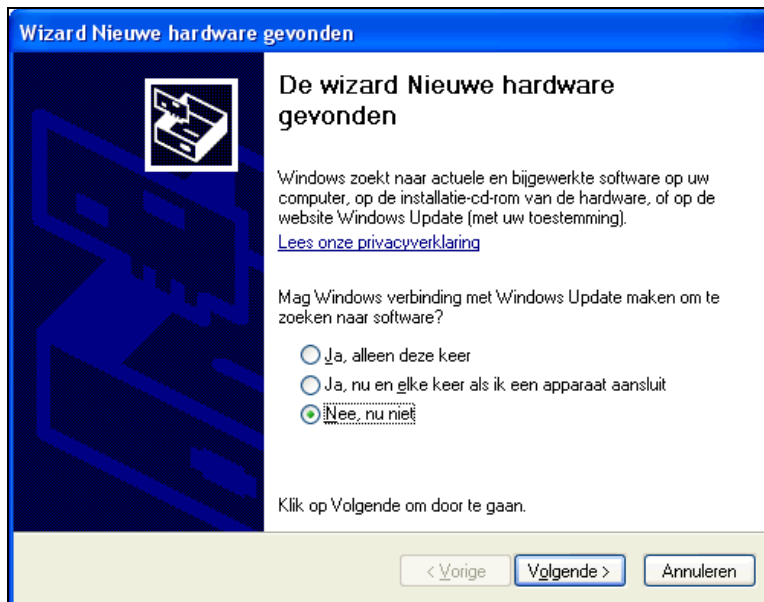 Wizard Nieuwe hardware gevonden
De wizard Nieuwe hardware
gevonden
Windows zoekt naar actuele en bijgewerkte software op uw
computer, op de installatie-cd-rom van de hardware, of op de
website Windows Update (met uw toestemming).
Lees onze privacyverklaring
Mag Windows verbinding met Windows Update maken om te
zoeken naar software?
Ja, alleen deze keer
Ja, nu en elke keer als ik een apparaat aansluit
Nee, nu niet
Klik op Volgende om door te gaan.
< Vorige Volgende > Annuleren